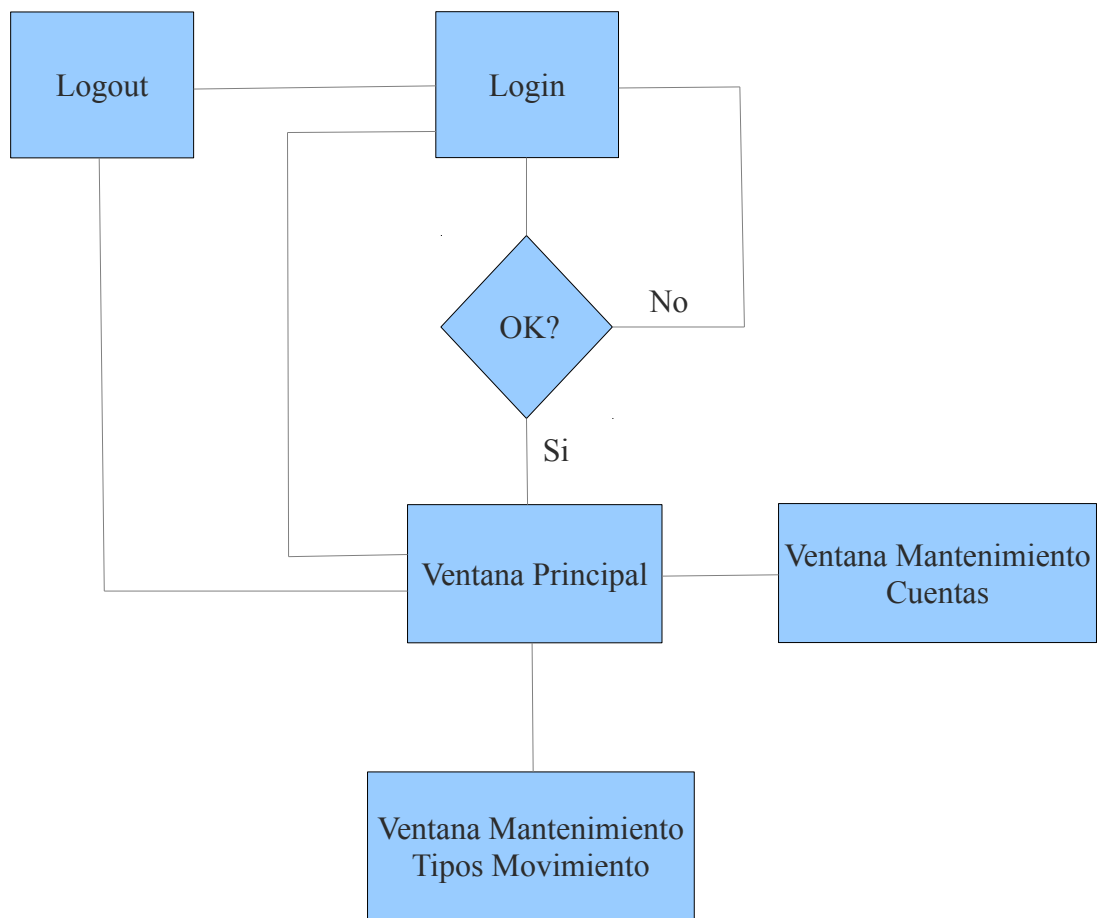 Logout
Login
OK?
No
Si
Ventana Principal
Ventana Mantenimiento
Cuentas
Ventana Mantenimiento
Tipos Movimiento